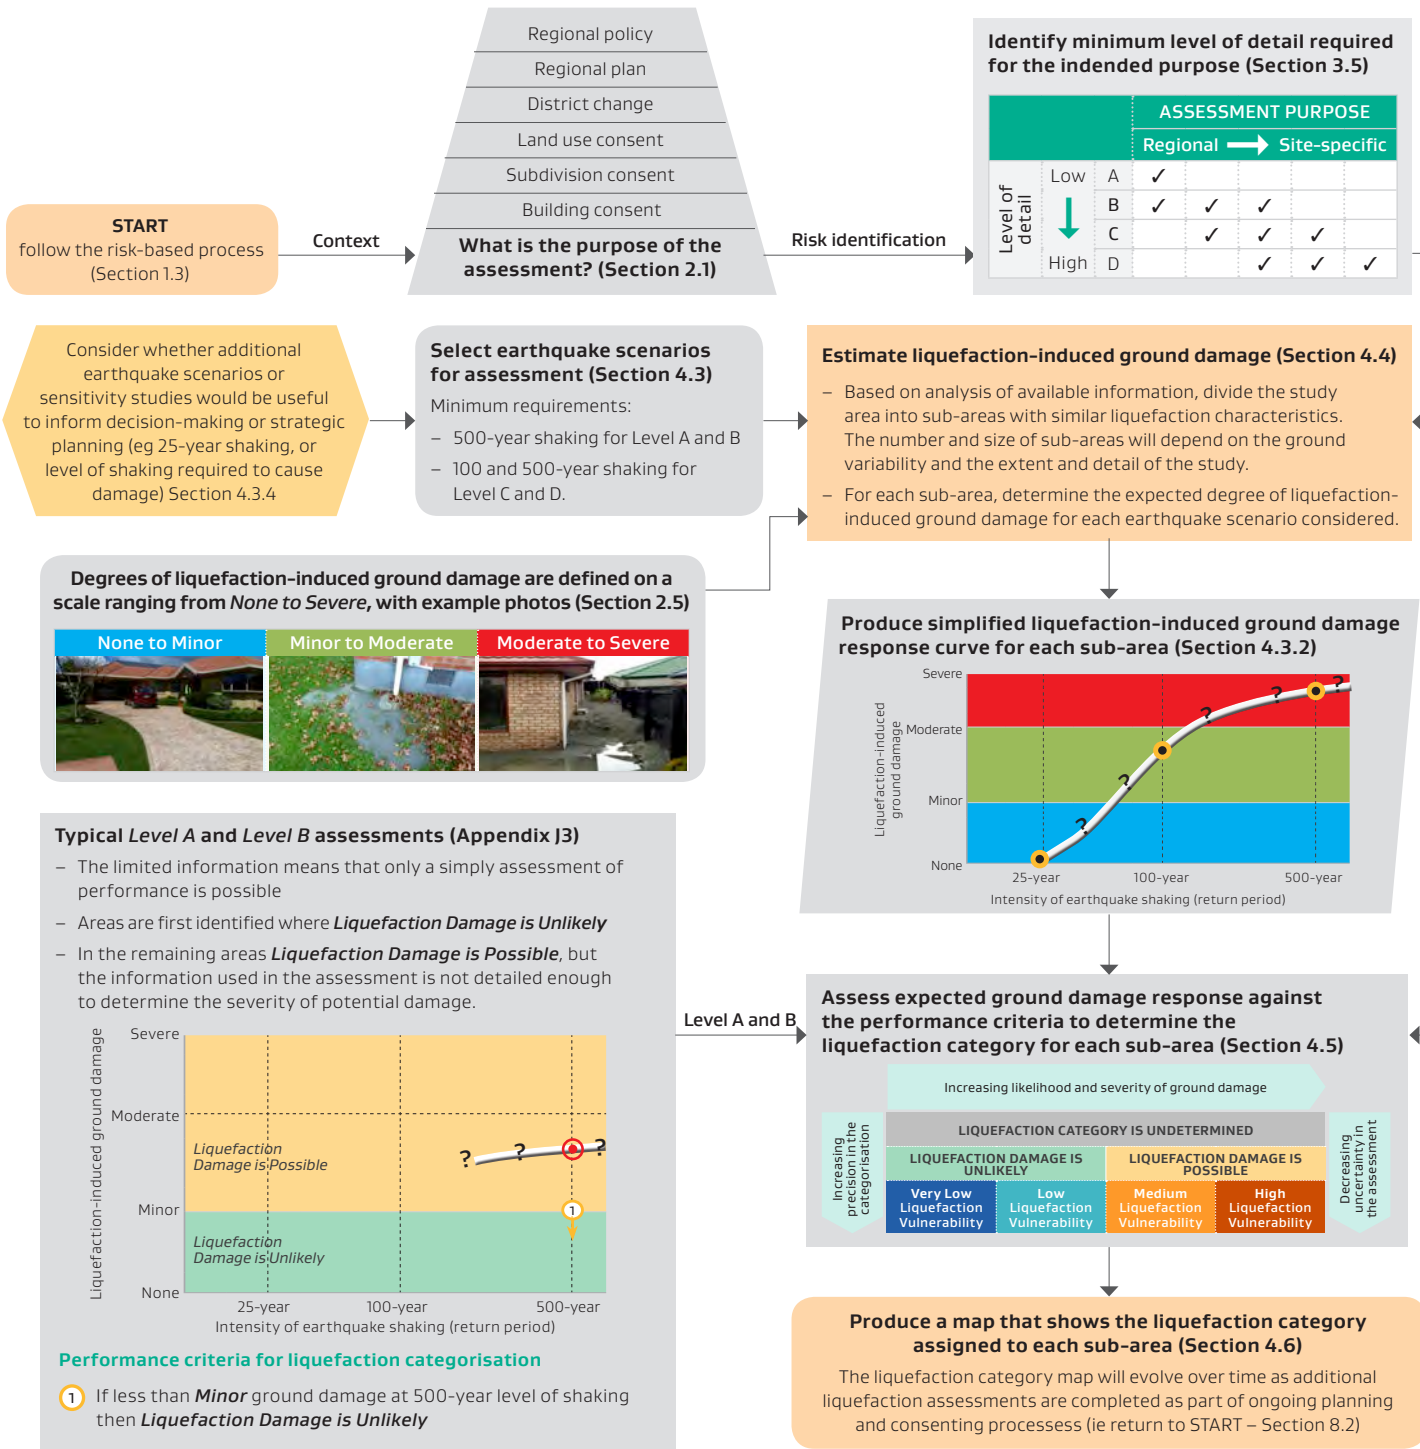 Regional policy
Regional plan
District change
Land use consent
Subdivision consent
Building consent
What is the purpose of the
assessment? (Section 2.1)
START
follow the risk-based process
(Section 1.3)
Context
Risk identification
Identify minimum level of detail required
for the indended purpose (Section 3.5)
ASSESSMENT PURPOSE
Regional Site-specific
Level of
detail
Low A ✓
B ✓ ✓ ✓
C ✓ ✓ ✓
High D ✓ ✓ ✓
Consider whether additional
earthquake scenarios or
sensitivity studies would be useful
to inform decision-making or strategic
planning (eg 25-year shaking, or
level of shaking required to cause
damage) Section 4.3.4
Select earthquake scenarios
for assessment (Section 4.3)
Minimum requirements:
– 500-year shaking for Level A and B
– 100 and 500-year shaking for
Level C and D.
Estimate liquefaction-induced ground damage (Section 4.4)
– Based on analysis of available information, divide the study
area into sub-areas with similar liquefaction characteristics.
The number and size of sub-areas will depend on the ground
variability and the extent and detail of the study.
– For each sub-area, determine the expected degree of liquefaction-
induced ground damage for each earthquake scenario considered.
Degrees of liquefaction-induced ground damage are defined on a
scale ranging from None to Severe, with example photos (Section 2.5)
None to Minor
Minor to Moderate
Moderate to Severe
Produce simplified liquefaction-induced ground damage
response curve for each sub-area (Section 4.3.2)
Liquefaction-induced
ground damage
Severe
Moderate
Minor
None
? ? ? ? ?
25-year
100-year
500-year
Intensity of earthquake shaking (return period)
Typical Level A and Level B assessments (Appendix J3)
– The limited information means that only a simply assessment of
performance is possible
– Areas are first identified where Liquefaction Damage is Unlikely
– In the remaining areas Liquefaction Damage is Possible, but
the information used in the assessment is not detailed enough
to determine the severity of potential damage.
Liquefaction-induced ground damage
Severe
Moderate
Minor
None
Liquefaction
Damage is Possible
? ? ?
1
Liquefaction
Damage is Unlikely
25-year
100-year
500-year
Intensity of earthquake shaking (return period)
Performance criteria for liquefaction categorisation
1 If less than Minor ground damage at 500-year level of shaking
then Liquefaction Damage is Unlikely
Level A and B
Assess expected ground damage response against
the performance criteria to determine the
liquefaction category for each sub-area (Section 4.5)
Increasing likelihood and severity of ground damage
Increasing
precision in the
categorisation
LIQUEFACTION CATEGORY IS UNDETERMINED
LIQUEFACTION DAMAGE IS
UNLIKELY
LIQUEFACTION DAMAGE IS
POSSIBLE
Very Low
Liquefaction
Vulnerability
Low
Liquefaction
Vulnerability
Medium
Liquefaction
Vulnerability
High
Liquefaction
Vulnerability
Decreasing
uncertainty in
the assessment
Produce a map that shows the liquefaction category
assigned to each sub-area (Section 4.6)
The liquefaction category map will evolve over time as additional
liquefaction assessments are completed as part of ongoing planning
and consenting processess (ie return to START – Section 8.2)